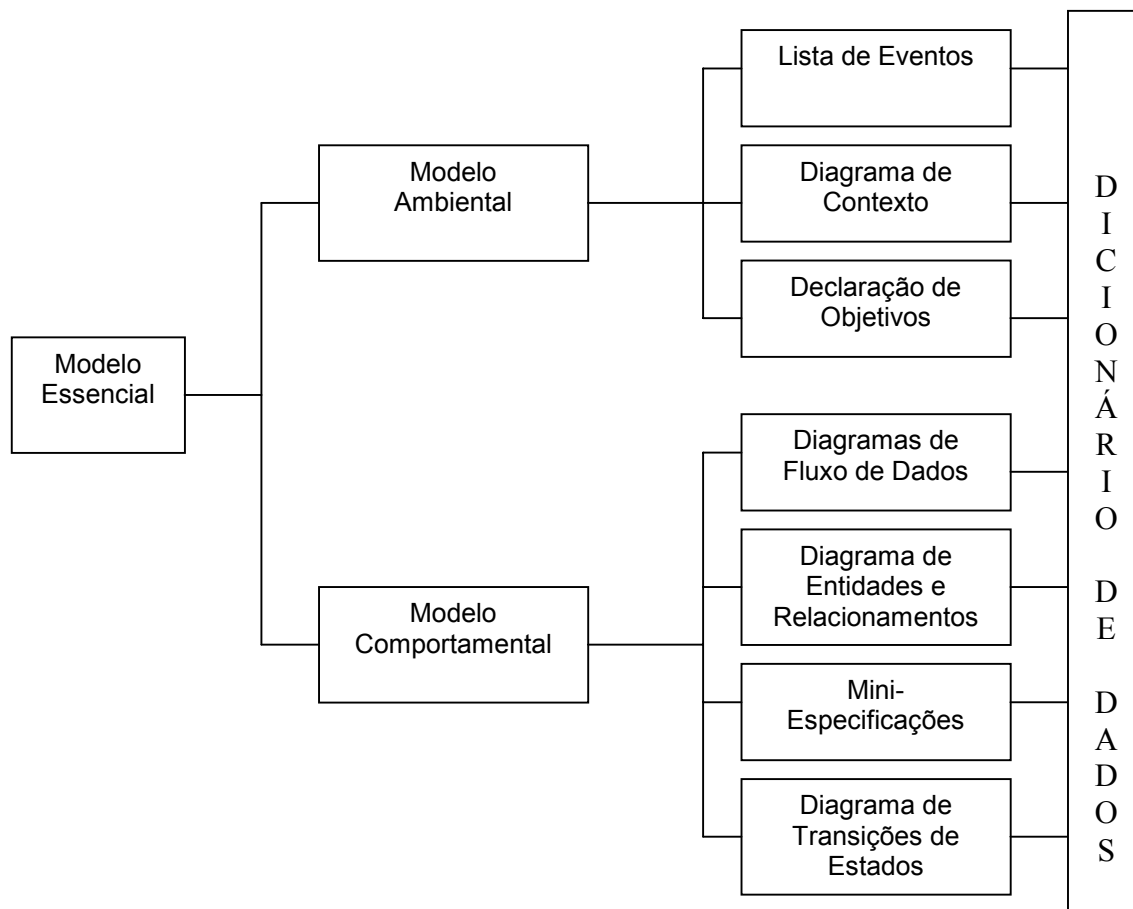 Lista de Eventos
Modelo
Ambiental
Diagrama de
Contexto
Declaração de
Objetivos
Modelo
Essencial
Diagramas de
Fluxo de Dados
Diagrama de
Entidades e
Relacionamentos
Modelo
Comportamental
Mini-
Especificações
Diagrama de
Transições de
Estados
D
I
C
I
O
N
Á
R
I
O
D
E
D
A
D
O
S